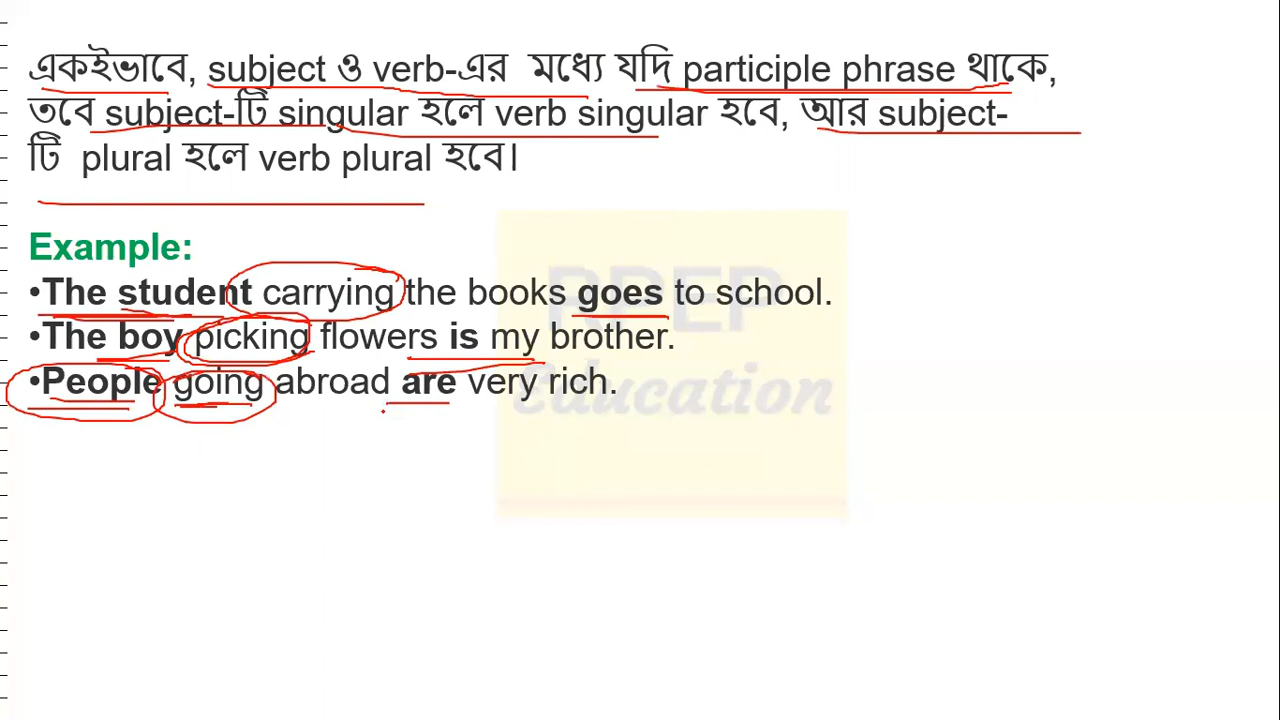 একইভাবে, subject ও verb-এর মধ্যে যদি participle phrase থাকে,
তবে subject-টি singular হলে verb singular হবে, আর subject-
টি plural হলে verb plural হবে।
Example:
•The student carrying the books goes to school.
•The boy picking flowers is my brother.
•People going abroad are very rich.
Education